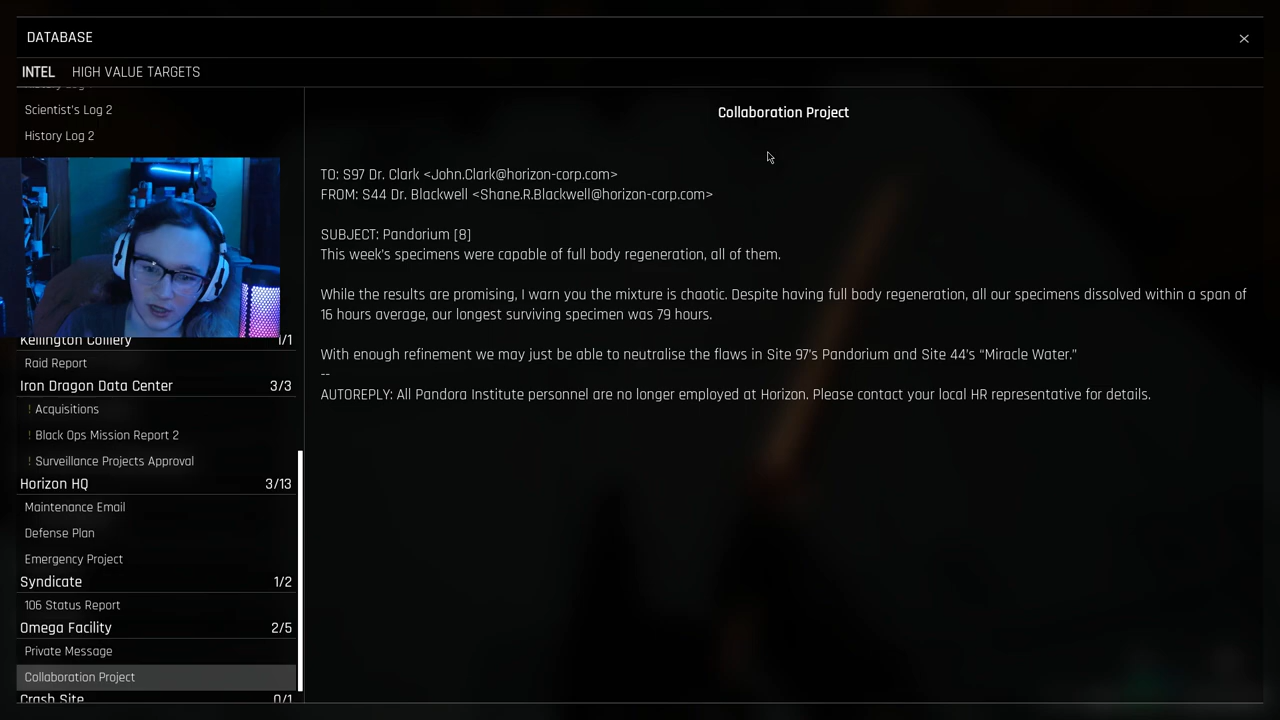 DATABASE
INTEL HIGH VALUE TARGETS
Scientist's Log 2
History Log 2
Kellington Colliery 1/1
Raid Report
Iron Dragon Data Center 3/3
! Acquisitions
! Black Ops Mission Report 2
! Surveillance Projects Approval
Horizon HQ 3/13
Maintenance Email
Defense Plan
Emergency Project
Syndicate 1/2
106 Status Report
Omega Facility 2/5
Private Message
Collaboration Project
Crash Site 0/1
Collaboration Project
TO: S97 Dr. Clark <John.Clark@horizon-corp.com>
FROM: S44 Dr. Blackwell <Shane.R.Blackwell@horizon-corp.com>
SUBJECT: Pandorium [8]
This week's specimens were capable of full body regeneration, all of them.
While the results are promising, I warn you the mixture is chaotic. Despite having full body regeneration, all our specimens dissolved within a span of
16 hours average, our longest surviving specimen was 79 hours.
With enough refinement we may just be able to neutralise the flaws in Site 97's Pandorium and Site 44's “Miracle Water.”
--
AUTOREPLY: All Pandora Institute personnel are no longer employed at Horizon. Please contact your local HR representative for details.